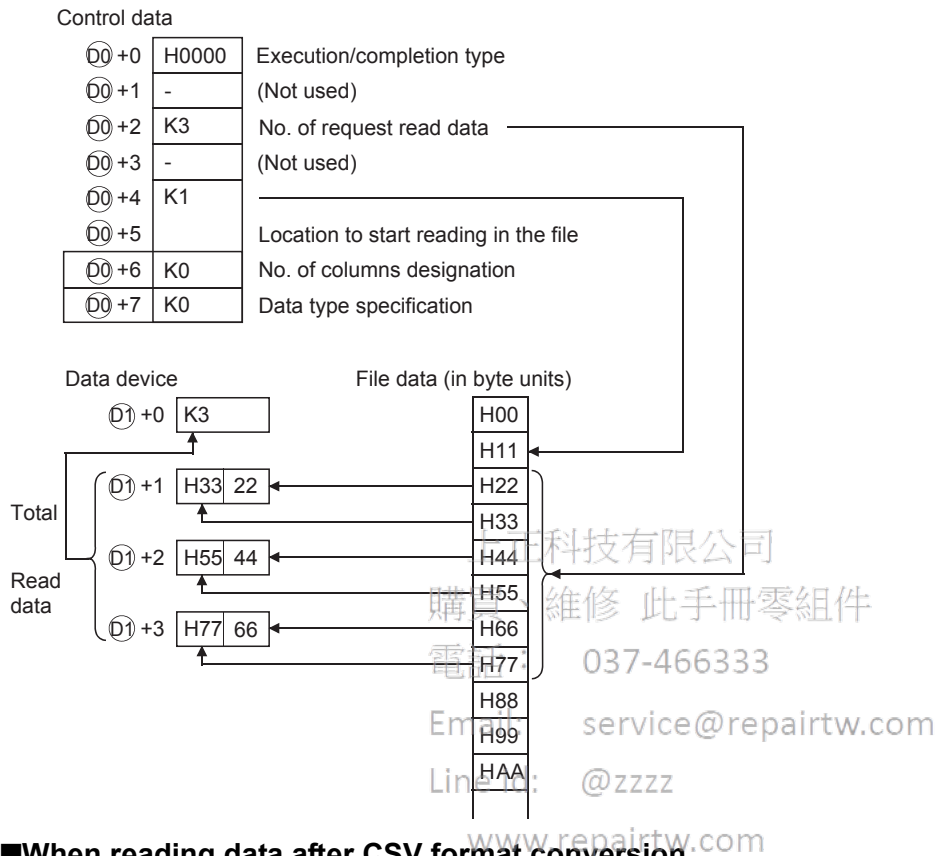 Control data
D0 +0 H0000 Execution/completion type
D0 +1 - (Not used)
D0 +2 K3 No. of request read data
D0 +3 - (Not used)
D0 +4 K1
D0 +5 Location to start reading in the file
D0 +6 K0 No. of columns designation
D0 +7 K0 Data type specification
Data device File data (in byte units)
D1 +0 K3 H00
H11
D1 +1 H33 22 H22
Total H33
上正科技有限公司
D1 +2 H55 44 H44
Read data H55
購買、維修 此手冊零組件
D1 +3 H77 66 H66
H77
電話: 037-466333
H88
Email: service@repairtw.com
H99
HAA
Line id: @zzzz
www.repairtw.com
■When reading data after CSV format conversion